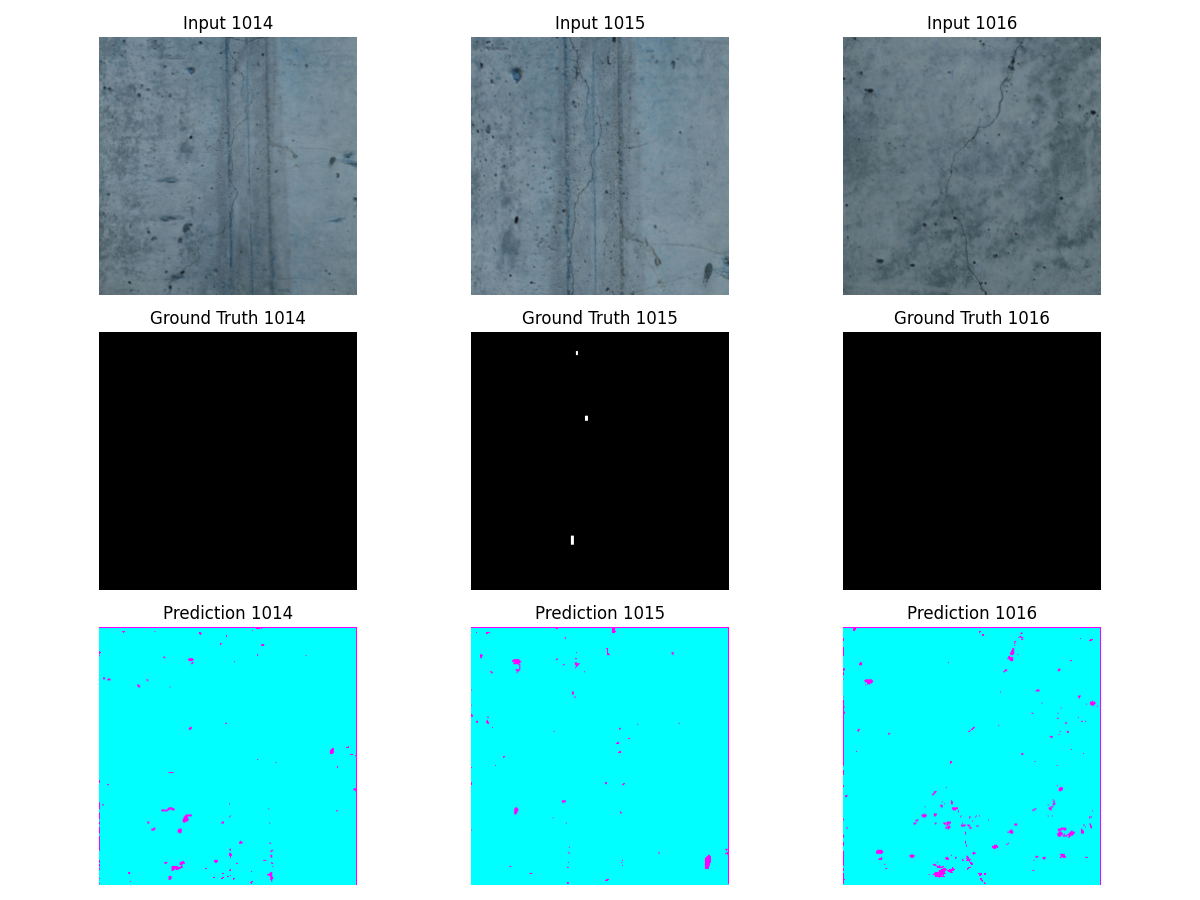 Input 1014
Input 1015
Input 1016
Ground Truth 1014
Ground Truth 1015
Ground Truth 1016
Prediction 1014
Prediction 1015
Prediction 1016